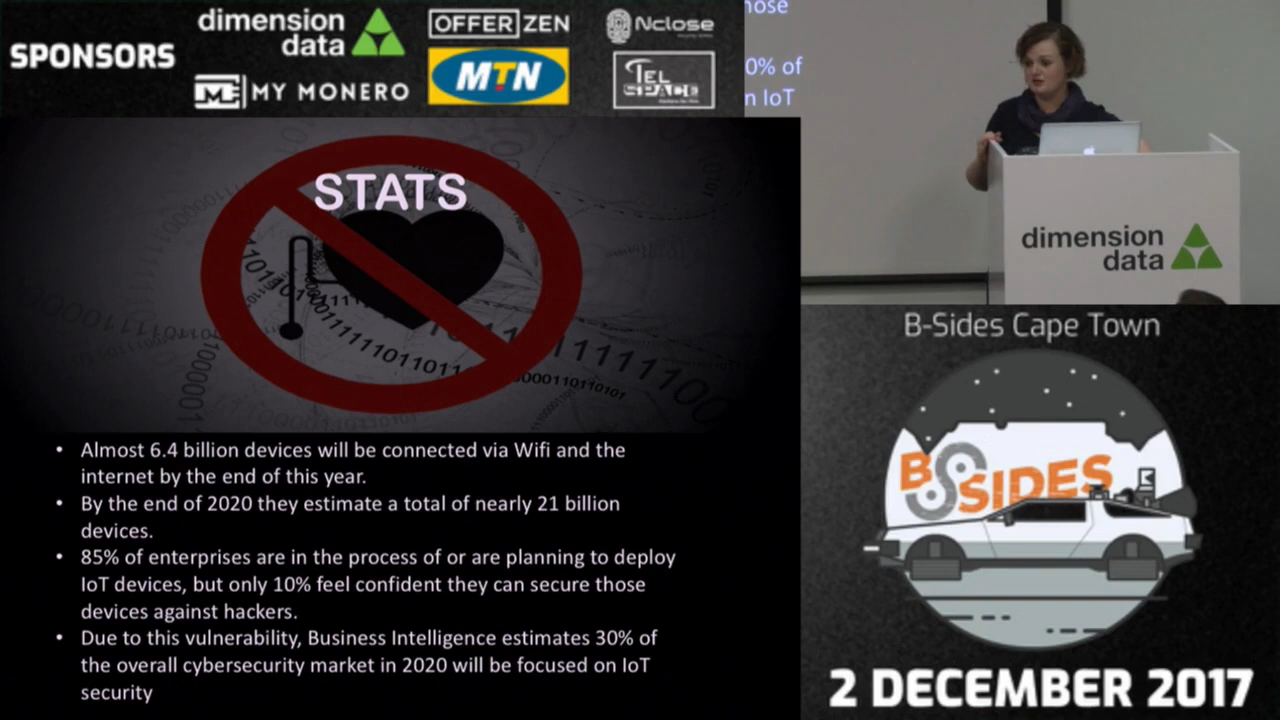 SPONSORS
dimension
data
MY MONERO
OFFER ZEN
MTN
Nclose
TEL
SPACE
0% of
n IoT
dimension
data
STATS
• Almost 6.4 billion devices will be connected via Wifi and the
internet by the end of this year.
• By the end of 2020 they estimate a total of nearly 21 billion
devices.
• 85% of enterprises are in the process of or are planning to deploy
IoT devices, but only 10% feel confident they can secure those
devices against hackers.
• Due to this vulnerability, Business Intelligence estimates 30% of
the overall cybersecurity market in 2020 will be focused on IoT
security
B-Sides Cape Town
BSIDES
2 DECEMBER 2017